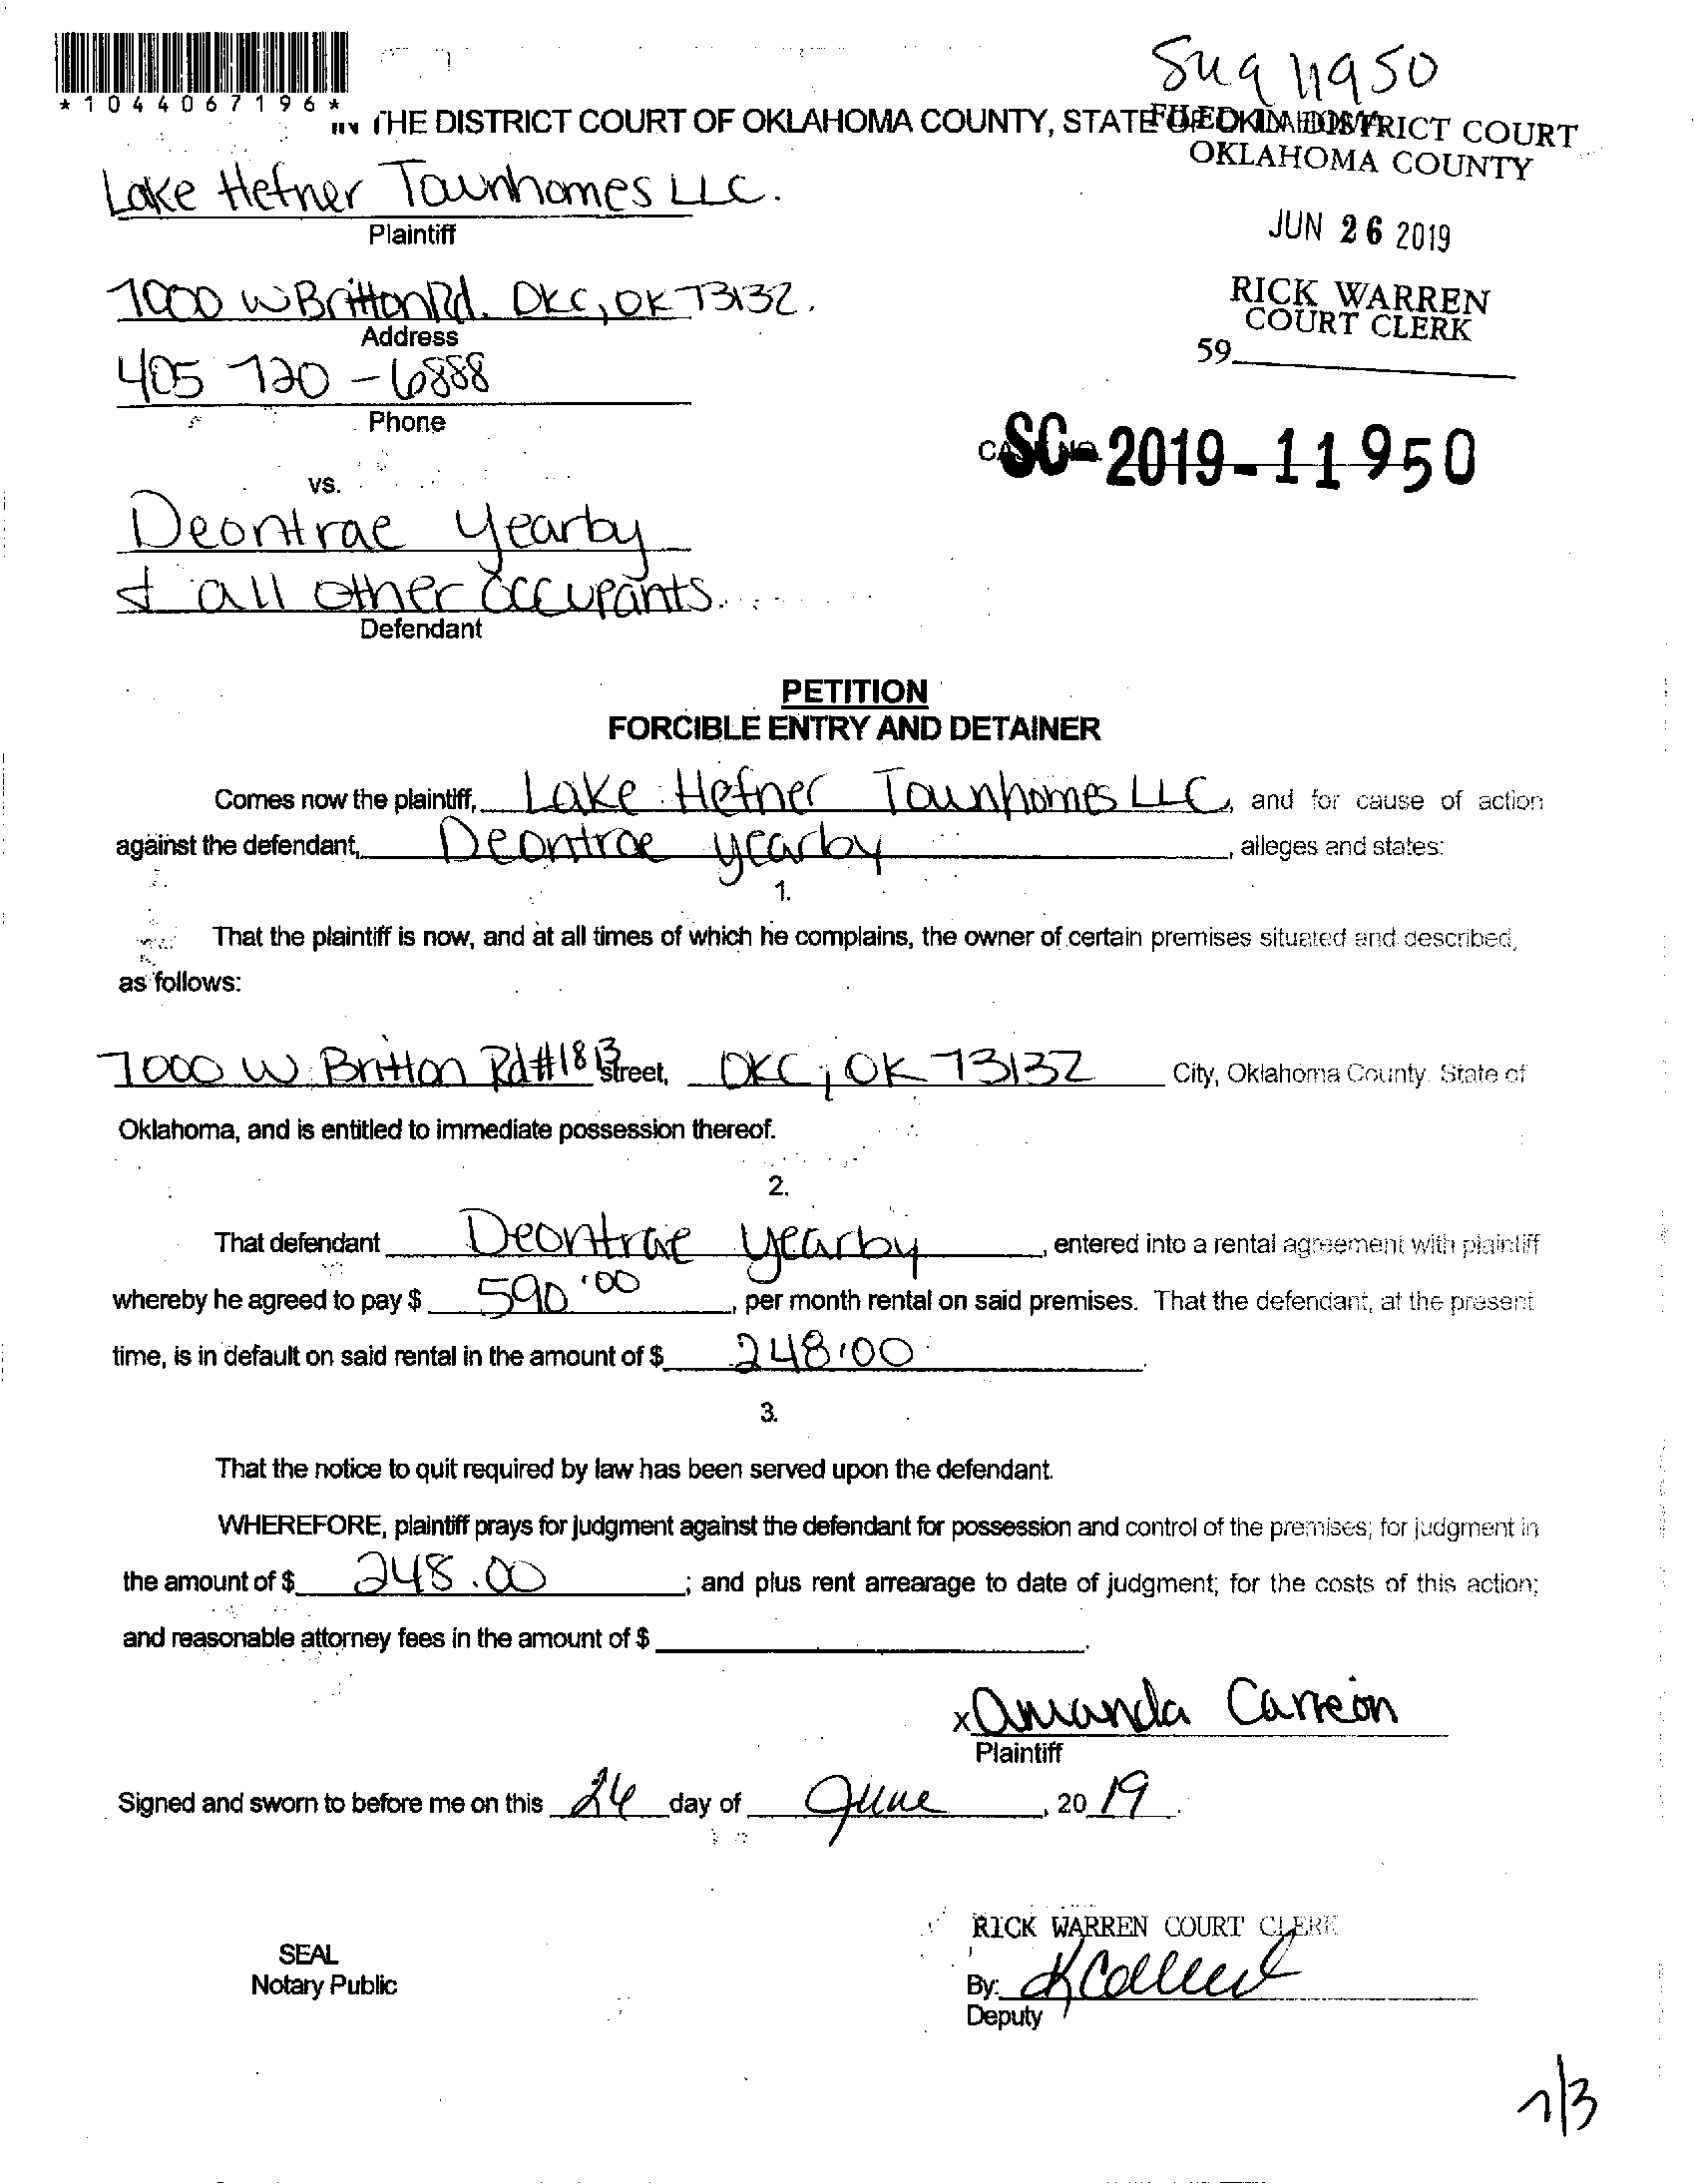 *1044067196*
IN THE DISTRICT COURT OF OKLAHOMA COUNTY, STATE OF OKLAHOMA
FILED IN DISTRICT COURT
OKLAHOMA COUNTY
Lake Hefner Townhomes LLC.
Plaintiff
JUN 26 2019
7000 W Britton Rd. OKC, OK 73132.
Address
RICK WARREN
COURT CLERK
59
405 720-6888
Phone
CASE NO.
SC-2019-11950
vs.
Deontrae Yearby
& all other occupants.
Defendant
PETITION
FORCIBLE ENTRY AND DETAINER
Comes now the plaintiff, Lake Hefner Townhomes LLC, and for cause of action
against the defendant, Deontrae Yearby, alleges and states:
1.
That the plaintiff is now, and at all times of which he complains, the owner of certain premises situated and described,
as follows:
7000 W. Britton Rd #1813 Street, OKC, OK 73132 City, Oklahoma County. State of
Oklahoma, and is entitled to immediate possession thereof.
2.
That defendant Deontrae Yearby, entered into a rental agreement with plaintiff
whereby he agreed to pay $ 590.00, per month rental on said premises. That the defendant, at the present
time, is in default on said rental in the amount of $ 248.00.
3.
That the notice to quit required by law has been served upon the defendant.
WHEREFORE, plaintiff prays for judgment against the defendant for possession and control of the premises; for judgment in
the amount of $ 248.00; and plus rent arrearage to date of judgment; for the costs of this action;
and reasonable attorney fees in the amount of $ .
x Amanda Carreon
Plaintiff
Signed and sworn to before me on this 26 day of June, 2019.
RICK WARREN COURT CLERK
SEAL
Notary Public
By:
Deputy
7/3